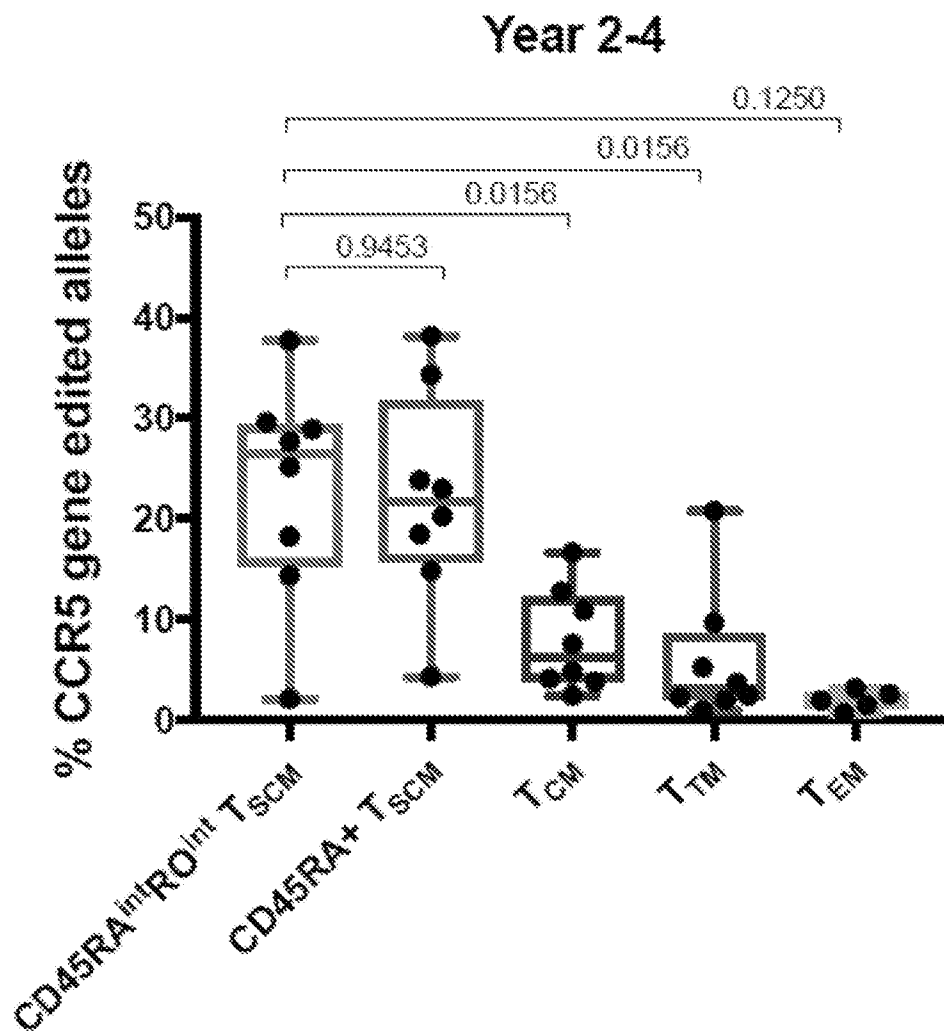 Year 2-4
0.1250
0.0156
0.0156
0.9453
% CCR5 gene edited alleles
50
40
30
20
10
0
CD45RAintROint TSCM
CD45RA+ TSCM
TCM
TTM
TEM